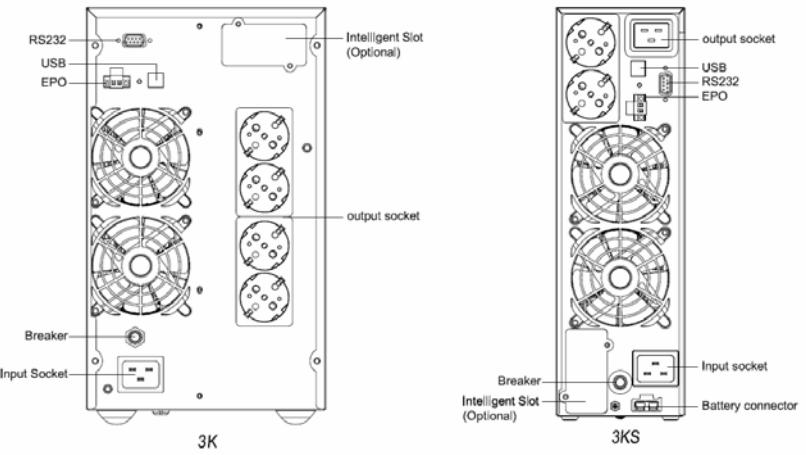 RS232
USB
EPO
Intelligent Slot
(Optional)
output socket
Breaker
Input Socket
3K
output socket
USB
RS232
EPO
Input socket
Breaker
Intelligent Slot
(Optional)
Battery connector
3KS